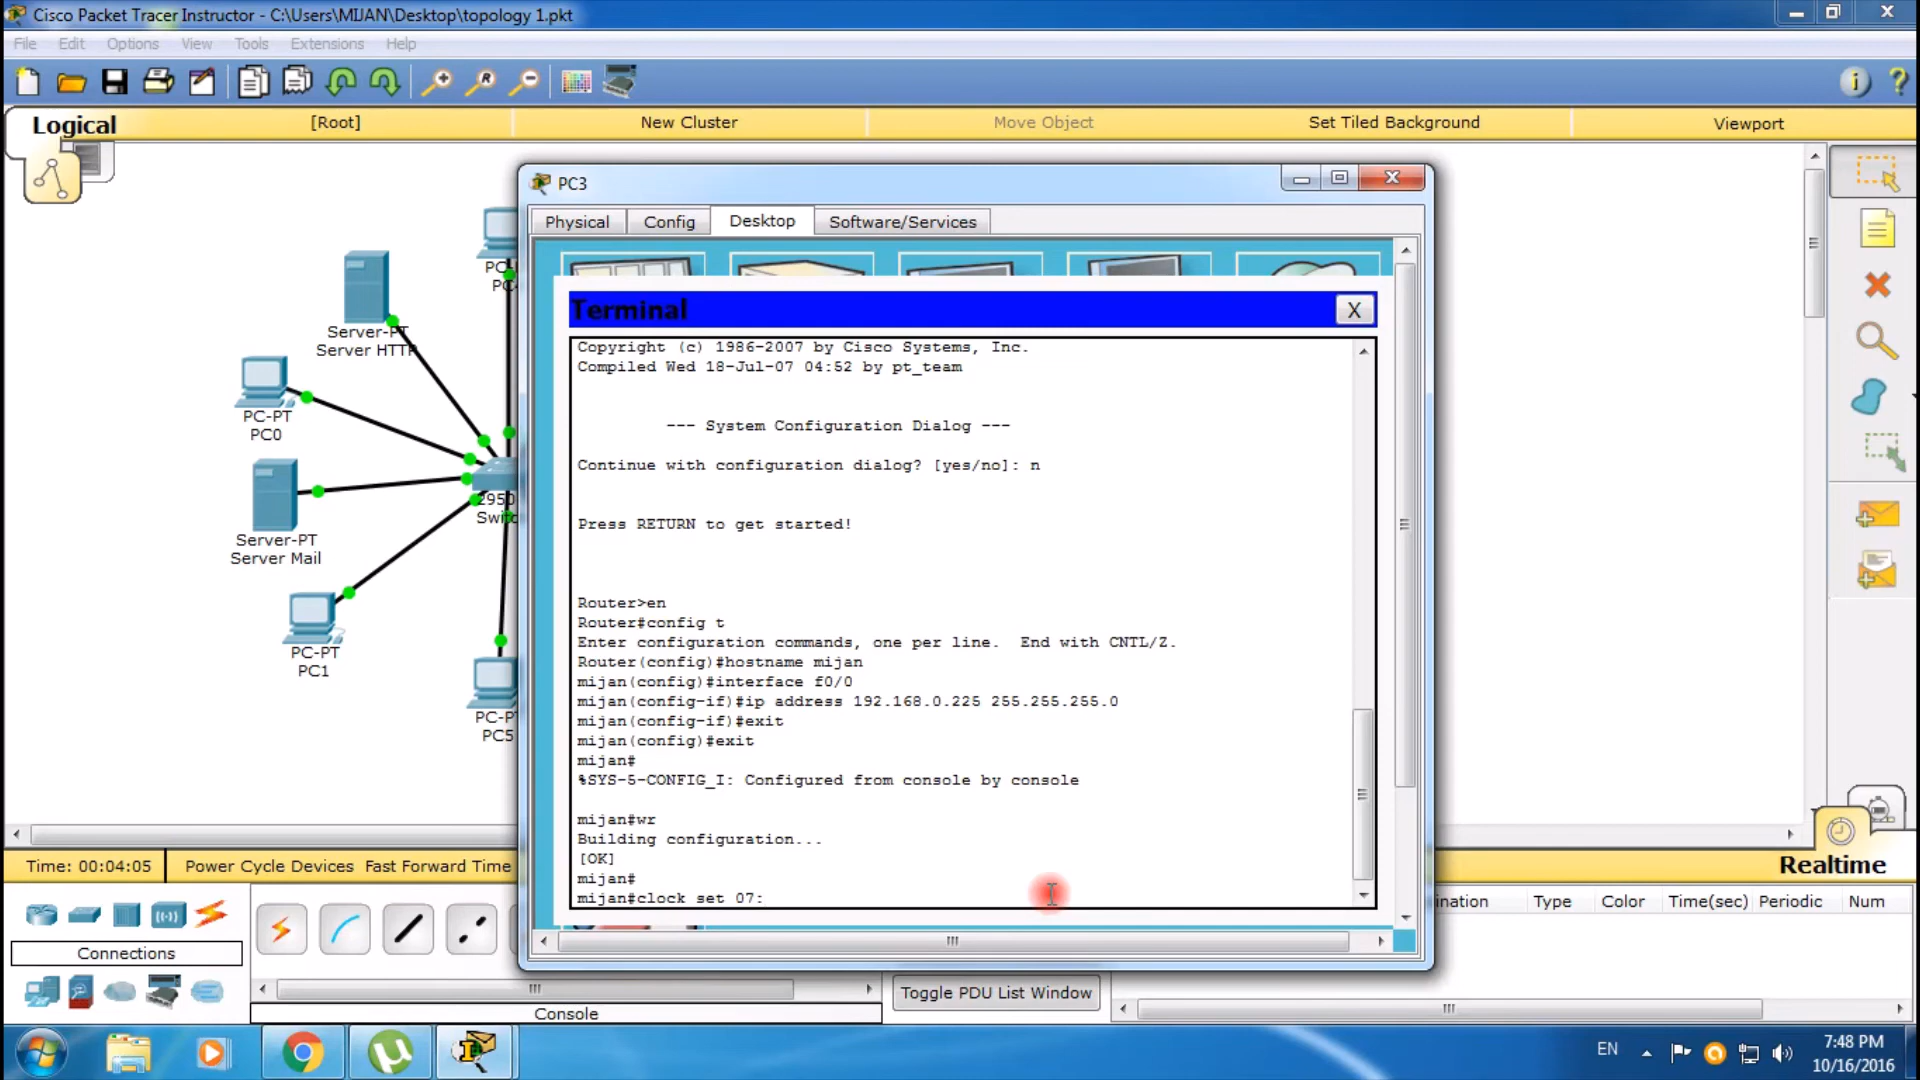 Cisco Packet Tracer Instructor - C:\Users\MIJAN\Desktop\topology 1.pkt
File Edit Options View Tools Extensions Help
Logical [Root] New Cluster Move Object Set Tiled Background Viewport
PC3
Physical Config Desktop Software/Services
Terminal X
Copyright (c) 1986-2007 by Cisco Systems, Inc.
Compiled Wed 18-Jul-07 04:52 by pt_team
--- System Configuration Dialog ---
Continue with configuration dialog? [yes/no]: n
Press RETURN to get started!
Router>en
Router#config t
Enter configuration commands, one per line.  End with CNTL/Z.
Router(config)#hostname mijan
mijan(config)#interface f0/0
mijan(config-if)#ip address 192.168.0.225 255.255.255.0
mijan(config-if)#exit
mijan(config)#exit
mijan#
%SYS-5-CONFIG_I: Configured from console by console
mijan#wr
Building configuration...
[OK]
mijan#
mijan#clock set 07:
Server-PT
Server HTTP
PC-PT
PC0
Server-PT
Server Mail
PC-PT
PC1
2950
PC5
Time: 00:04:05 Power Cycle Devices Fast Forward Time
Realtime
Connections
Console
Toggle PDU List Window
ination Type Color Time(sec) Periodic Num
EN
7:48 PM
10/16/2016